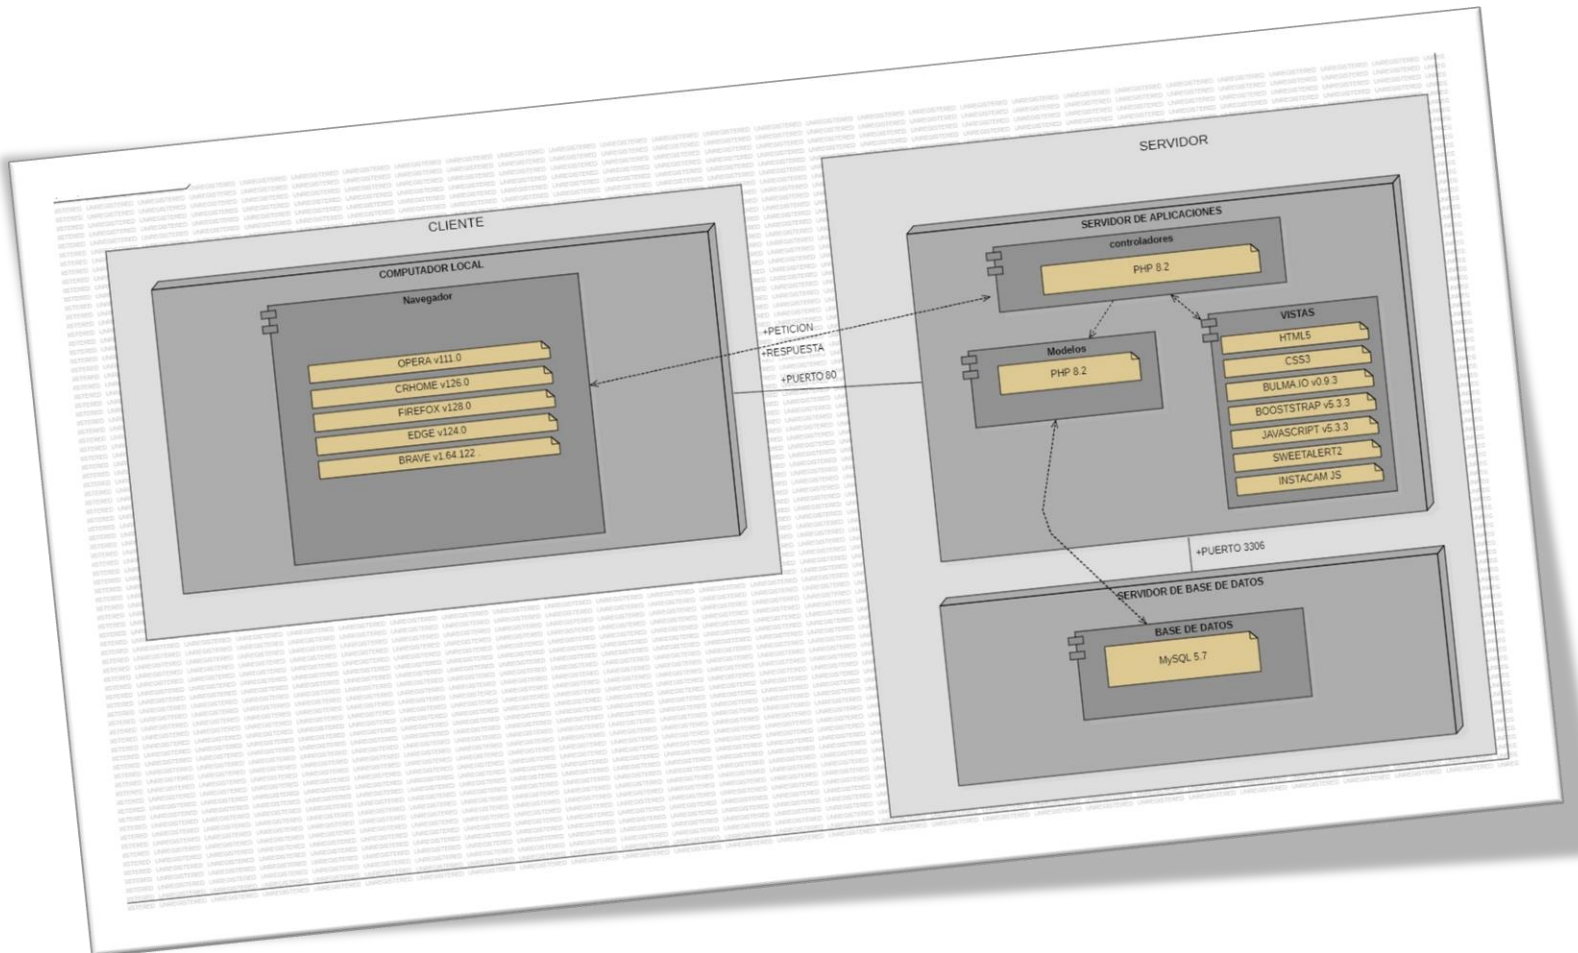 CLIENTE
COMPUTADOR LOCAL
Navegador
OPERA v111.0
CRHOME v126.0
FIREFOX v128.0
EDGE v124.0
BRAVE v1.64.122 .
+PETICION
+RESPUESTA
+PUERTO 80
SERVIDOR
SERVIDOR DE APLICACIONES
controladores
PHP 8.2
Modelos
PHP 8.2
VISTAS
HTML5
CSS3
BULMA.IO v0.9.3
BOOSTSTRAP v5.3.3
JAVASCRIPT v5.3.3
SWEETALERT2
INSTACAM JS
+PUERTO 3306
SERVIDOR DE BASE DE DATOS
BASE DE DATOS
MySQL 5.7
UNREGISTERED